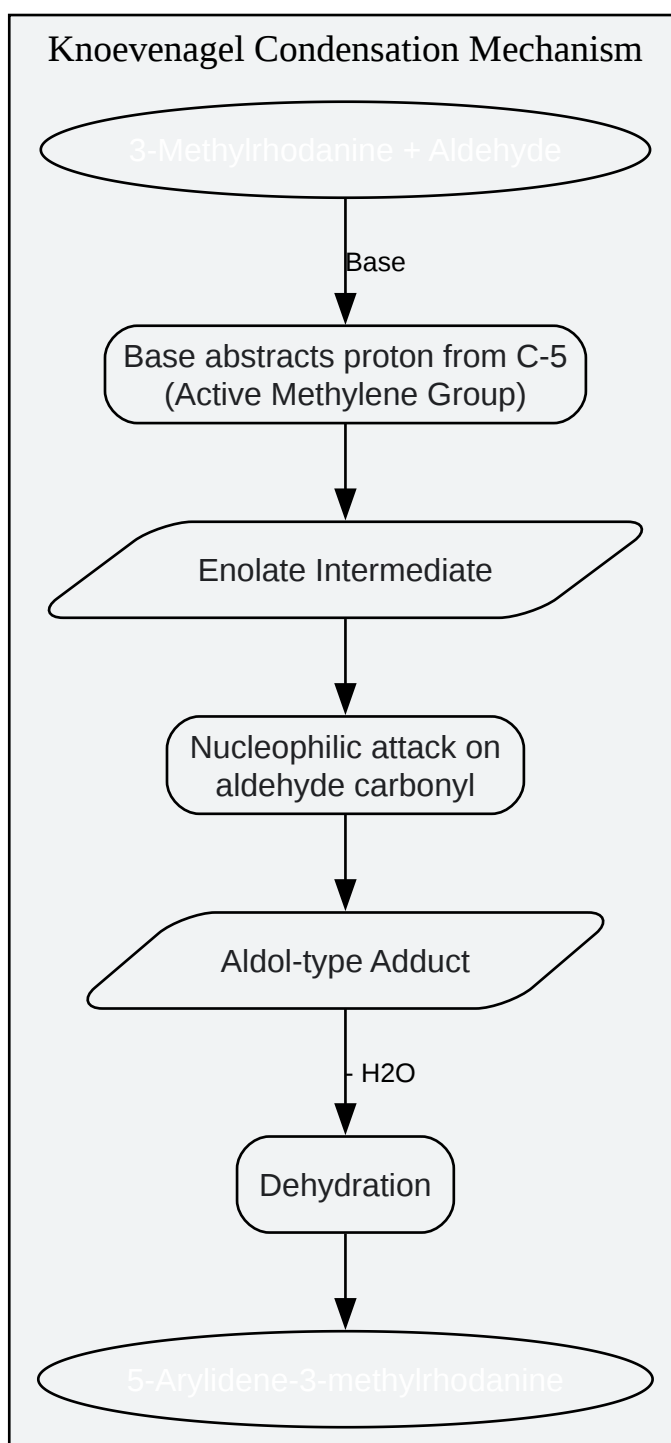 Knoevenagel Condensation Mechanism
3-Methylrhodanine + Aldehyde
Base
Base abstracts proton from C-5
(Active Methylene Group)
Enolate Intermediate
Nucleophilic attack on
aldehyde carbonyl
Aldol-type Adduct
- H2O
Dehydration
5-Arylidene-3-methylrhodanine